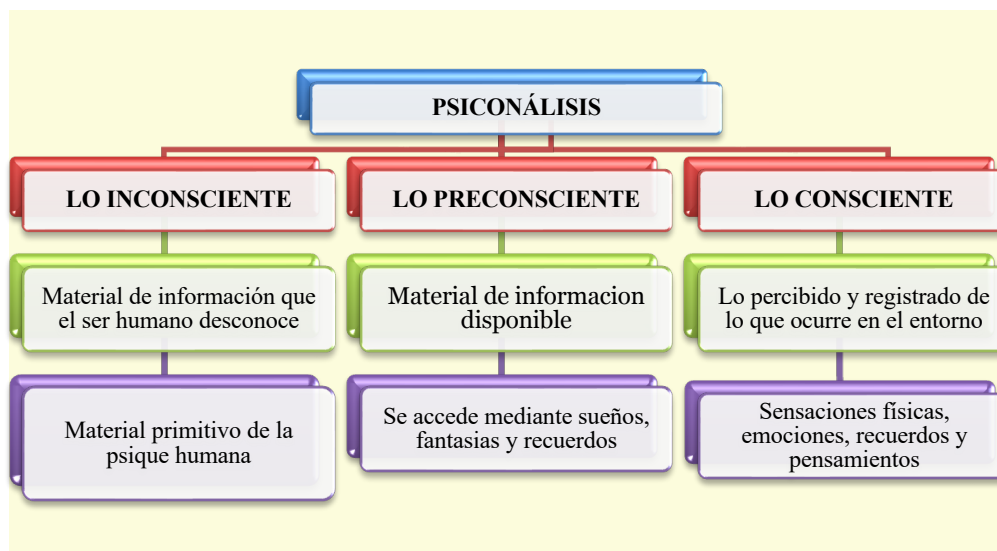 PSICONÁLISIS
LO INCONSCIENTE
LO PRECONSCIENTE
LO CONSCIENTE
Material de información que
el ser humano desconoce
Material de informacion
disponible
Lo percibido y registrado de
lo que ocurre en el entorno
Material primitivo de la
psique humana
Se accede mediante sueños,
fantasias y recuerdos
Sensaciones físicas,
emociones, recuerdos y
pensamientos